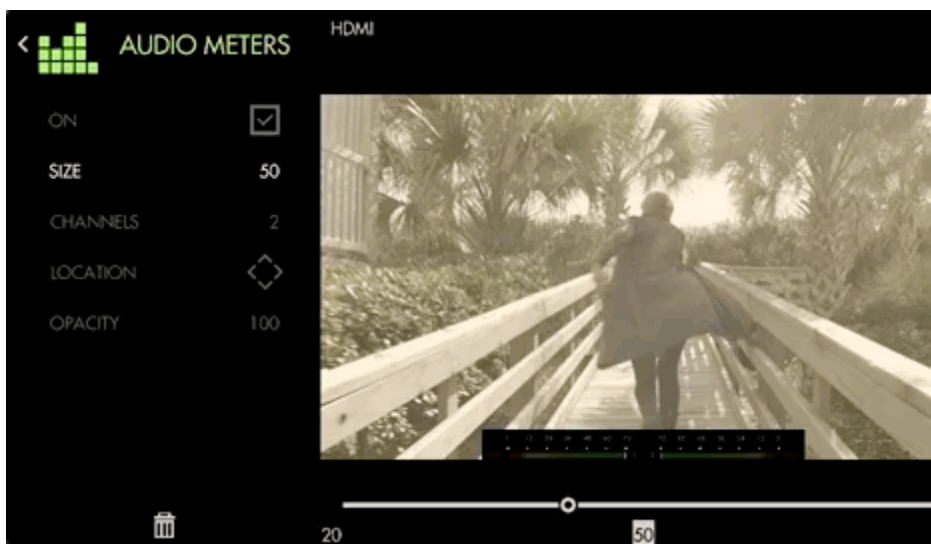 AUDIO METERS
HDMI
ON
SIZE 50
CHANNELS 2
LOCATION
OPACITY 100
20 50